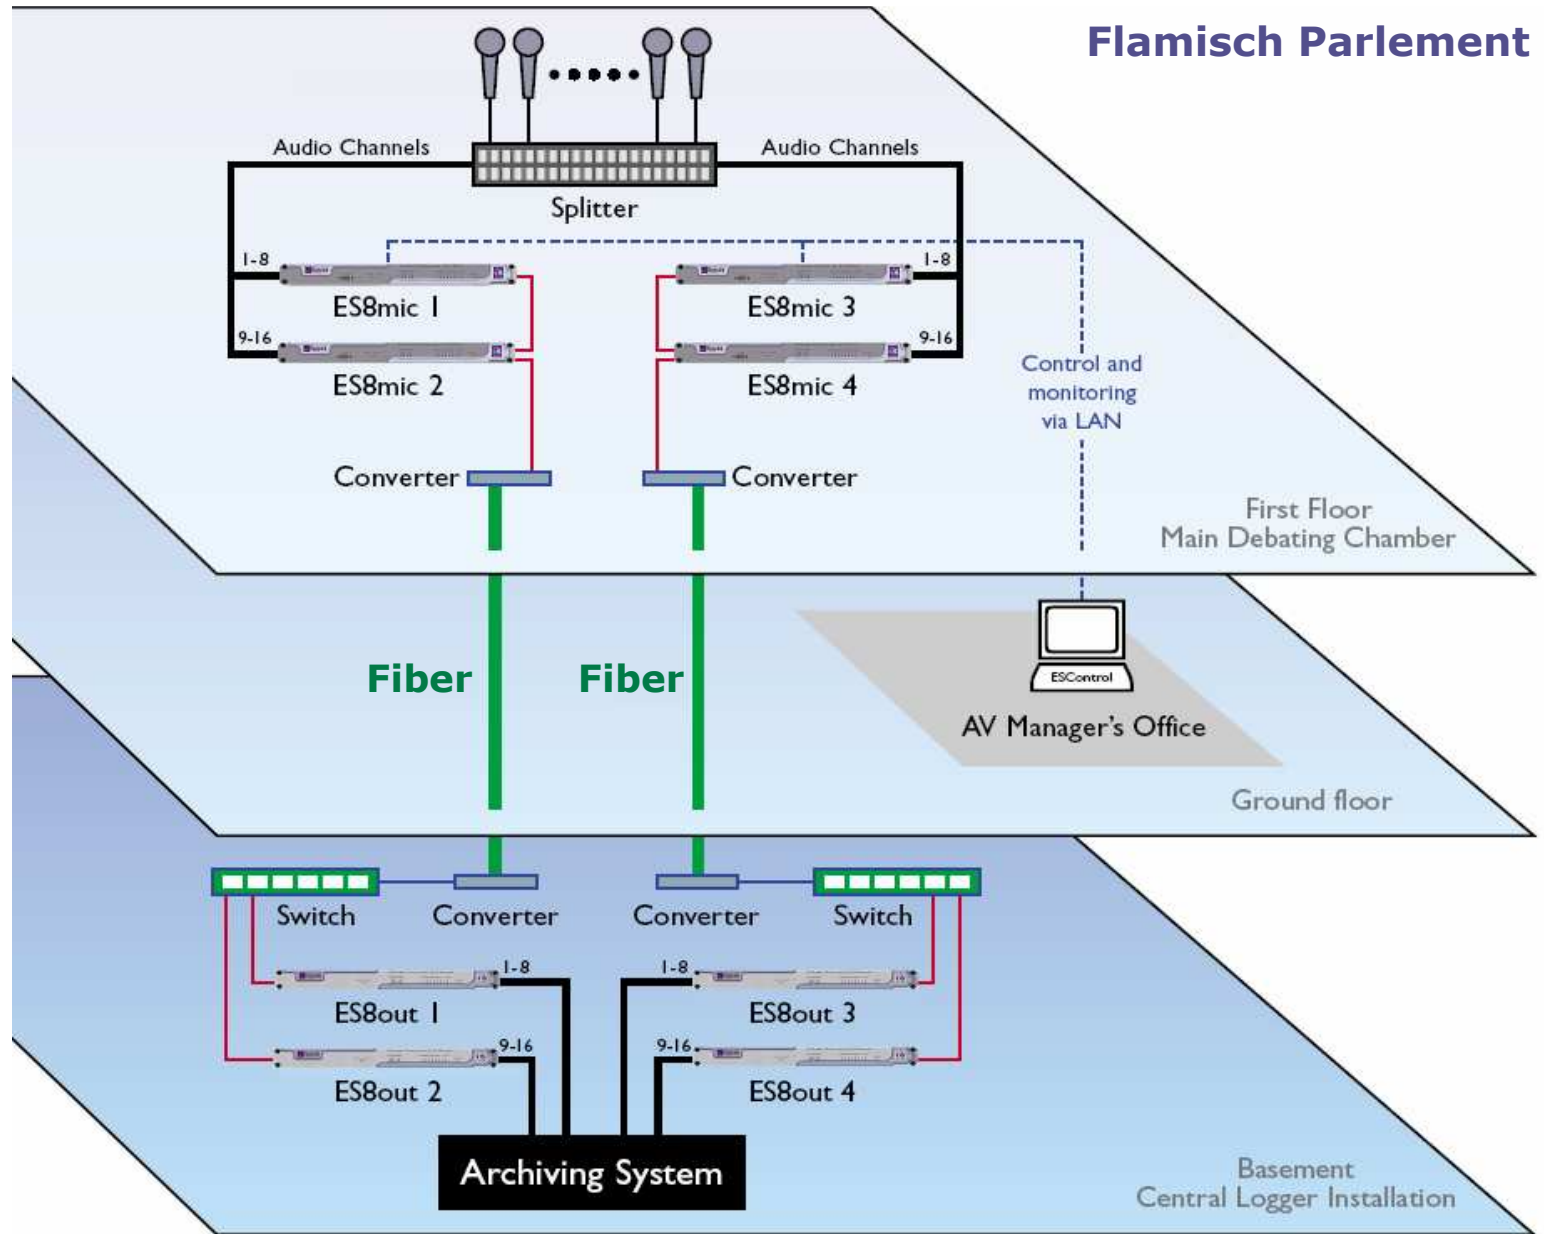 Flamisch Parlement
Audio Channels
Audio Channels
Splitter
1-8
1-8
ES8mic 1
ES8mic 3
9-16
9-16
ES8mic 2
ES8mic 4
Control and
monitoring
via LAN
Converter
Converter
First Floor
Main Debating Chamber
Fiber
Fiber
ESControl
AV Manager's Office
Ground floor
Switch
Converter
Converter
Switch
1-8
1-8
ES8out 1
ES8out 3
9-16
9-16
ES8out 2
ES8out 4
Archiving System
Basement
Central Logger Installation